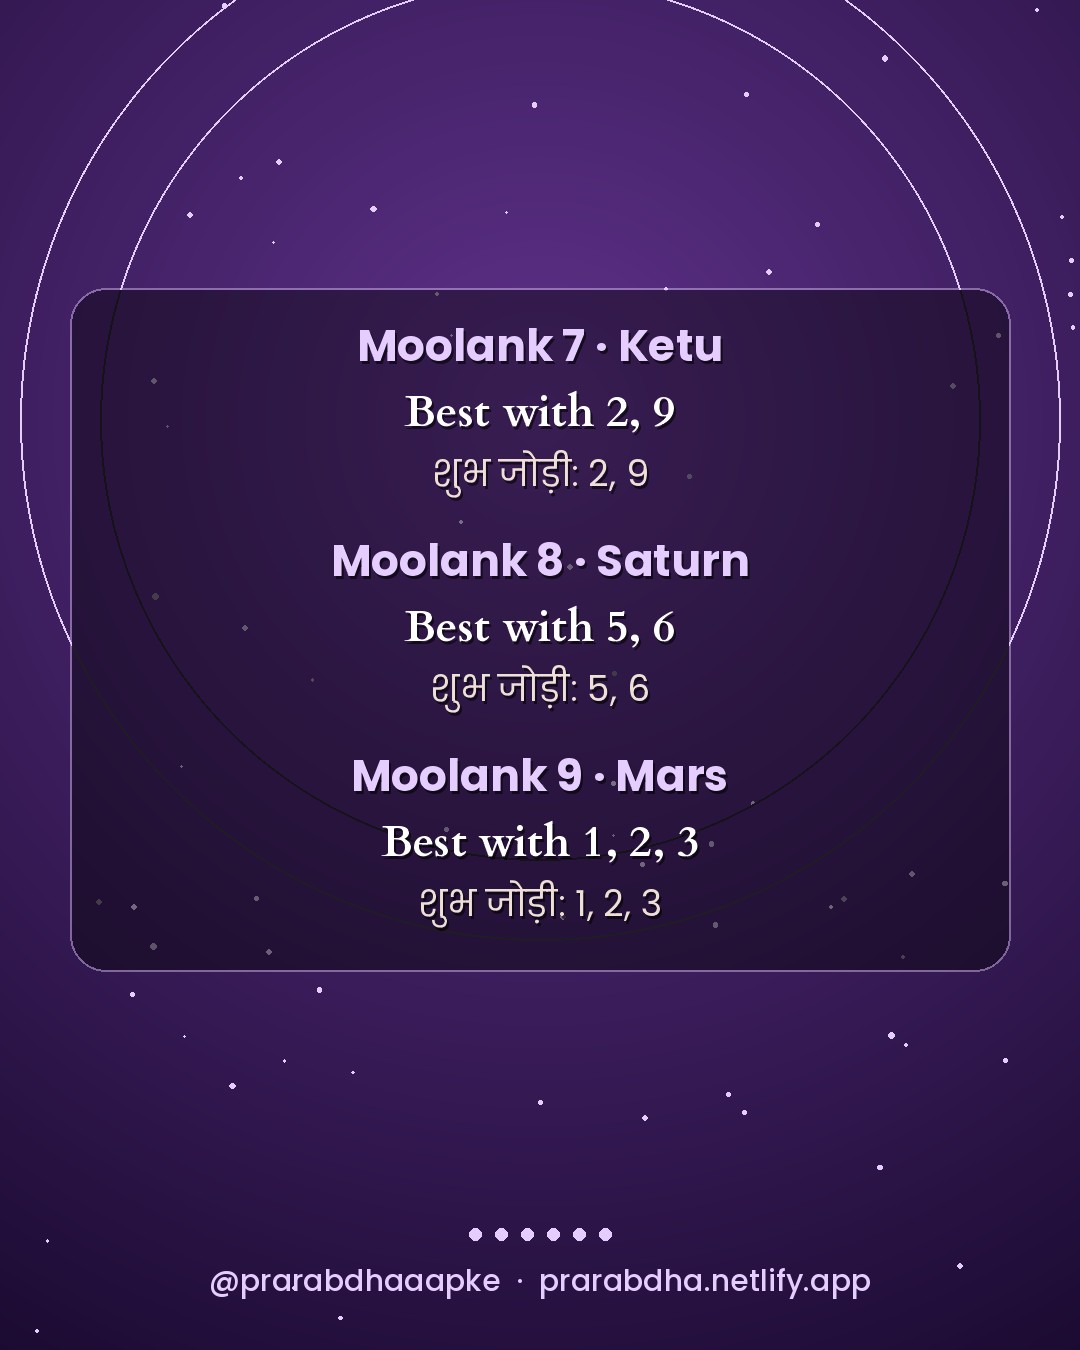 Moolank 7 · Ketu
Best with 2, 9
शुभ जोड़ी: 2, 9
Moolank 8 · Saturn
Best with 5, 6
शुभ जोड़ी: 5, 6
Moolank 9 · Mars
Best with 1, 2, 3
शुभ जोड़ी: 1, 2, 3
@prarabdhaaapke · prarabdha.netlify.app